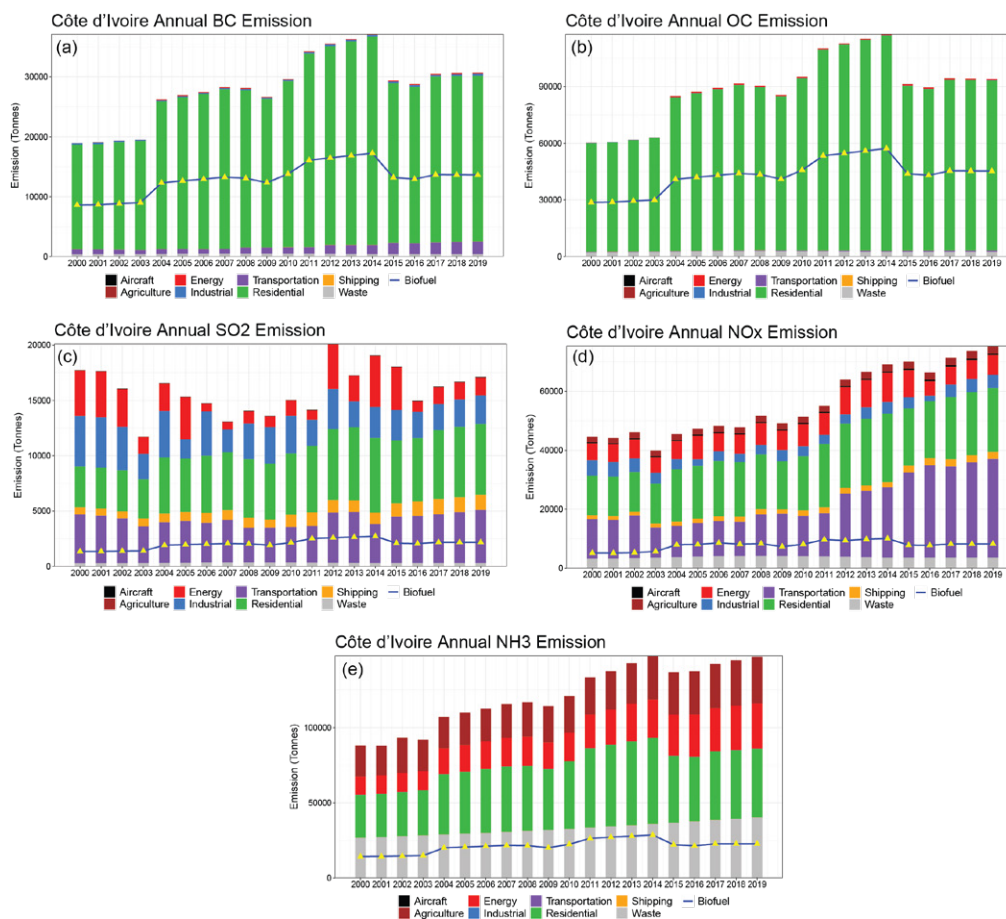 Côte d'Ivoire Annual BC Emission
(a)
30000
20000
10000
0
Emission (Tonnes)
2000 2001 2002 2003 2004 2005 2006 2007 2008 2009 2010 2011 2012 2013 2014 2015 2016 2017 2018 2019
Aircraft Energy Transportation Shipping Biofuel
Agriculture Industrial Residential Waste
Côte d'Ivoire Annual OC Emission
(b)
90000
60000
30000
0
Emission (Tonnes)
2000 2001 2002 2003 2004 2005 2006 2007 2008 2009 2010 2011 2012 2013 2014 2015 2016 2017 2018 2019
Aircraft Energy Transportation Shipping Biofuel
Agriculture Industrial Residential Waste
Côte d'Ivoire Annual SO2 Emission
(c)
20000
15000
10000
5000
0
Emission (Tonnes)
2000 2001 2002 2003 2004 2005 2006 2007 2008 2009 2010 2011 2012 2013 2014 2015 2016 2017 2018 2019
Aircraft Energy Transportation Shipping Biofuel
Agriculture Industrial Residential Waste
Côte d'Ivoire Annual NOx Emission
(d)
60000
40000
20000
0
Emission (Tonnes)
2000 2001 2002 2003 2004 2005 2006 2007 2008 2009 2010 2011 2012 2013 2014 2015 2016 2017 2018 2019
Aircraft Energy Transportation Shipping Biofuel
Agriculture Industrial Residential Waste
Côte d'Ivoire Annual NH3 Emission
(e)
100000
50000
0
Emission (Tonnes)
2000 2001 2002 2003 2004 2005 2006 2007 2008 2009 2010 2011 2012 2013 2014 2015 2016 2017 2018 2019
Aircraft Energy Transportation Shipping Biofuel
Agriculture Industrial Residential Waste